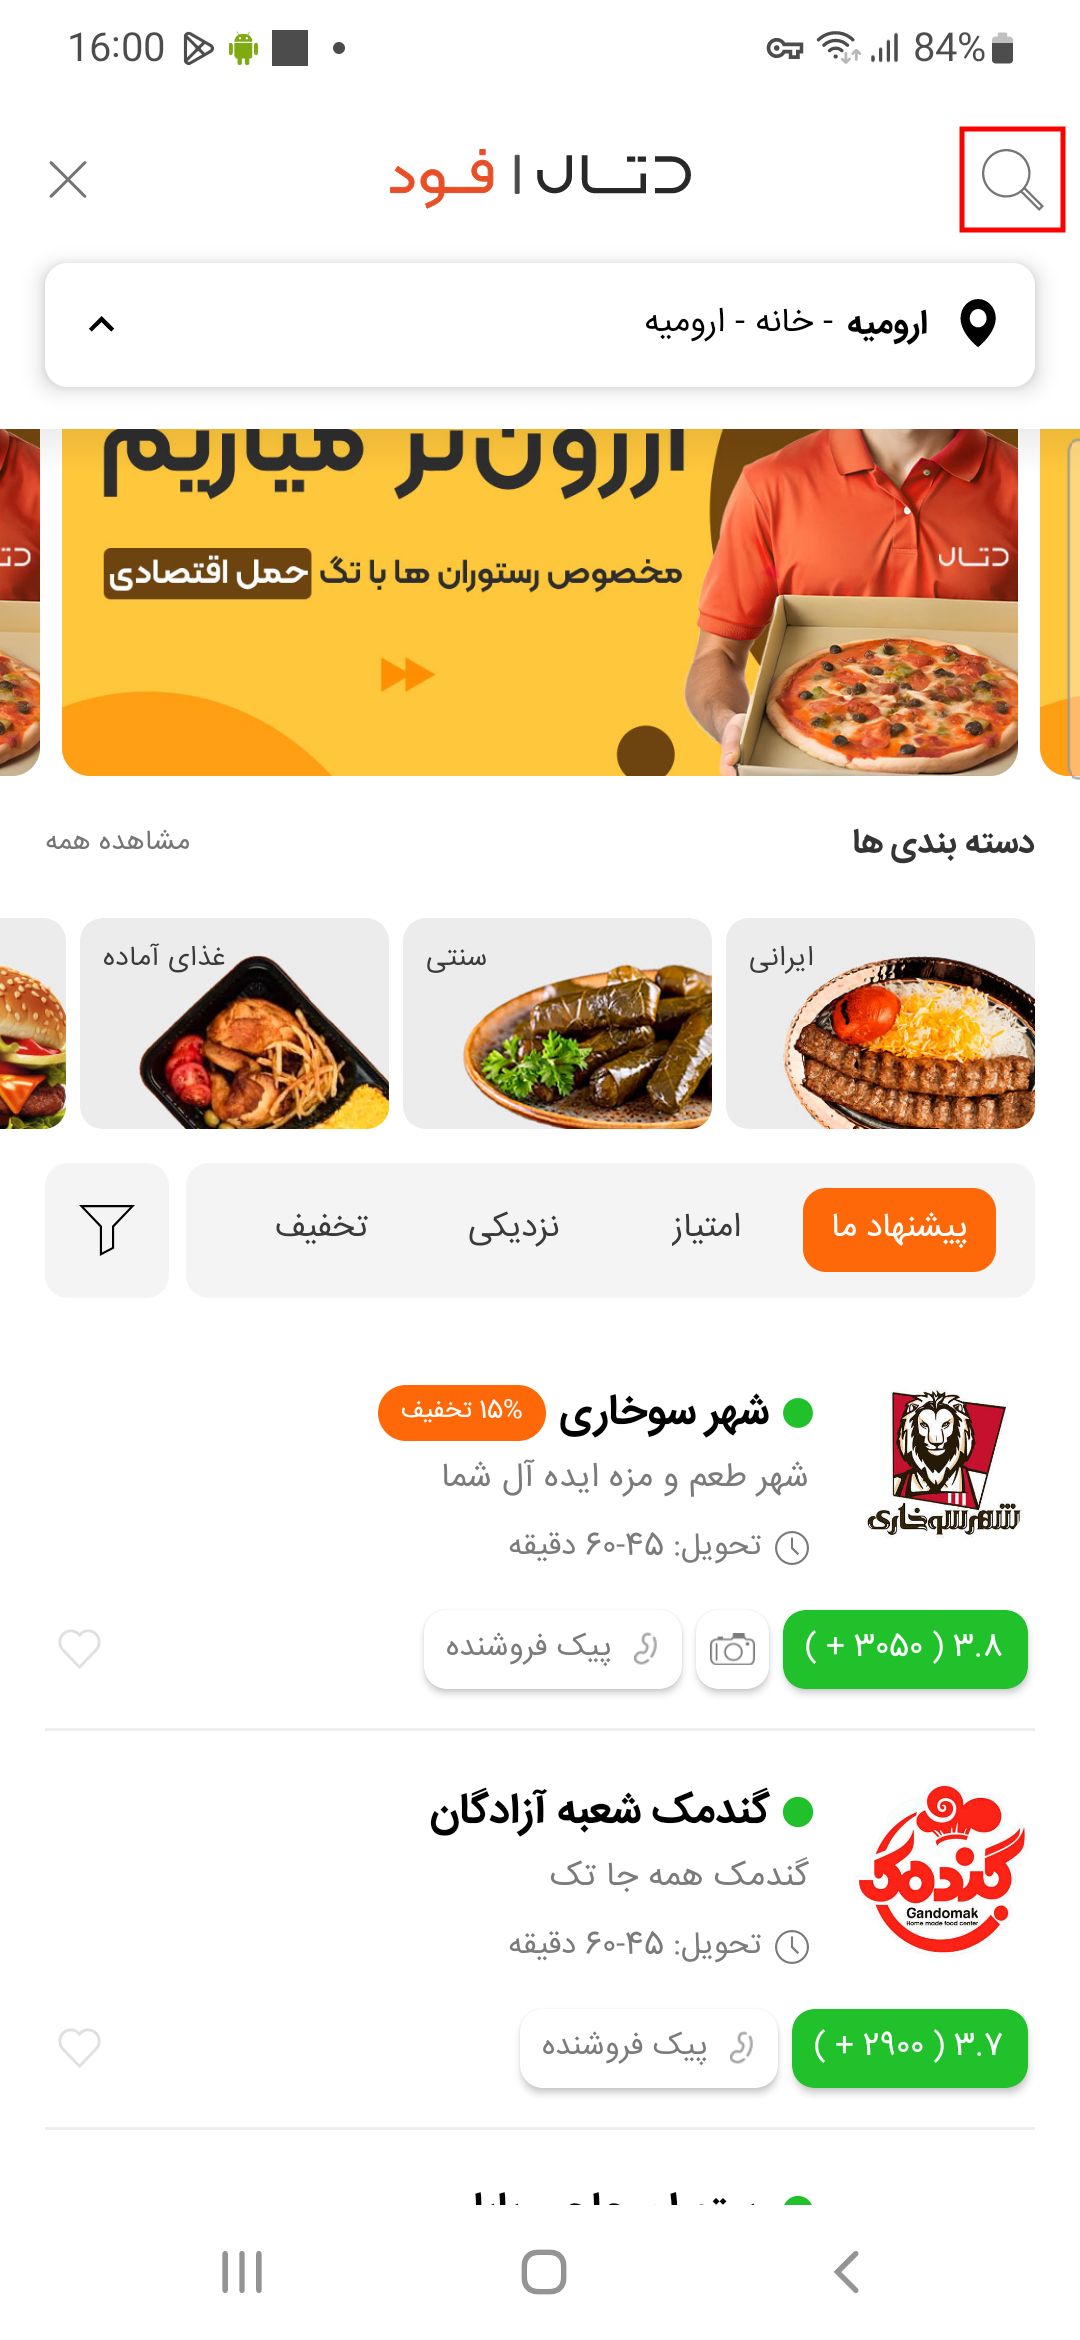 16:00
84%
دتال | فود
ارومیه - خانه - ارومیه
ارزون‌تر میاریم
مخصوص رستوران ها با تگ حمل اقتصادی
دتال
دسته بندی ها
مشاهده همه
ایرانی
سنتی
غذای آماده
پیشنهاد ما
امتیاز
نزدیکی
تخفیف
شهر سوخاری
۱۵% تخفیف
شهر طعم و مزه ایده آل شما
تحویل: ۴۵-۶۰ دقیقه
شهر سوخاری
۳.۸ ( ۳۰۵۰ + )
پیک فروشنده
گندمک شعبه آزادگان
گندمک همه جا تک
تحویل: ۴۵-۶۰ دقیقه
گندمک
Gandomak
Home made food center
۳.۷ ( ۲۹۰۰ + )
پیک فروشنده